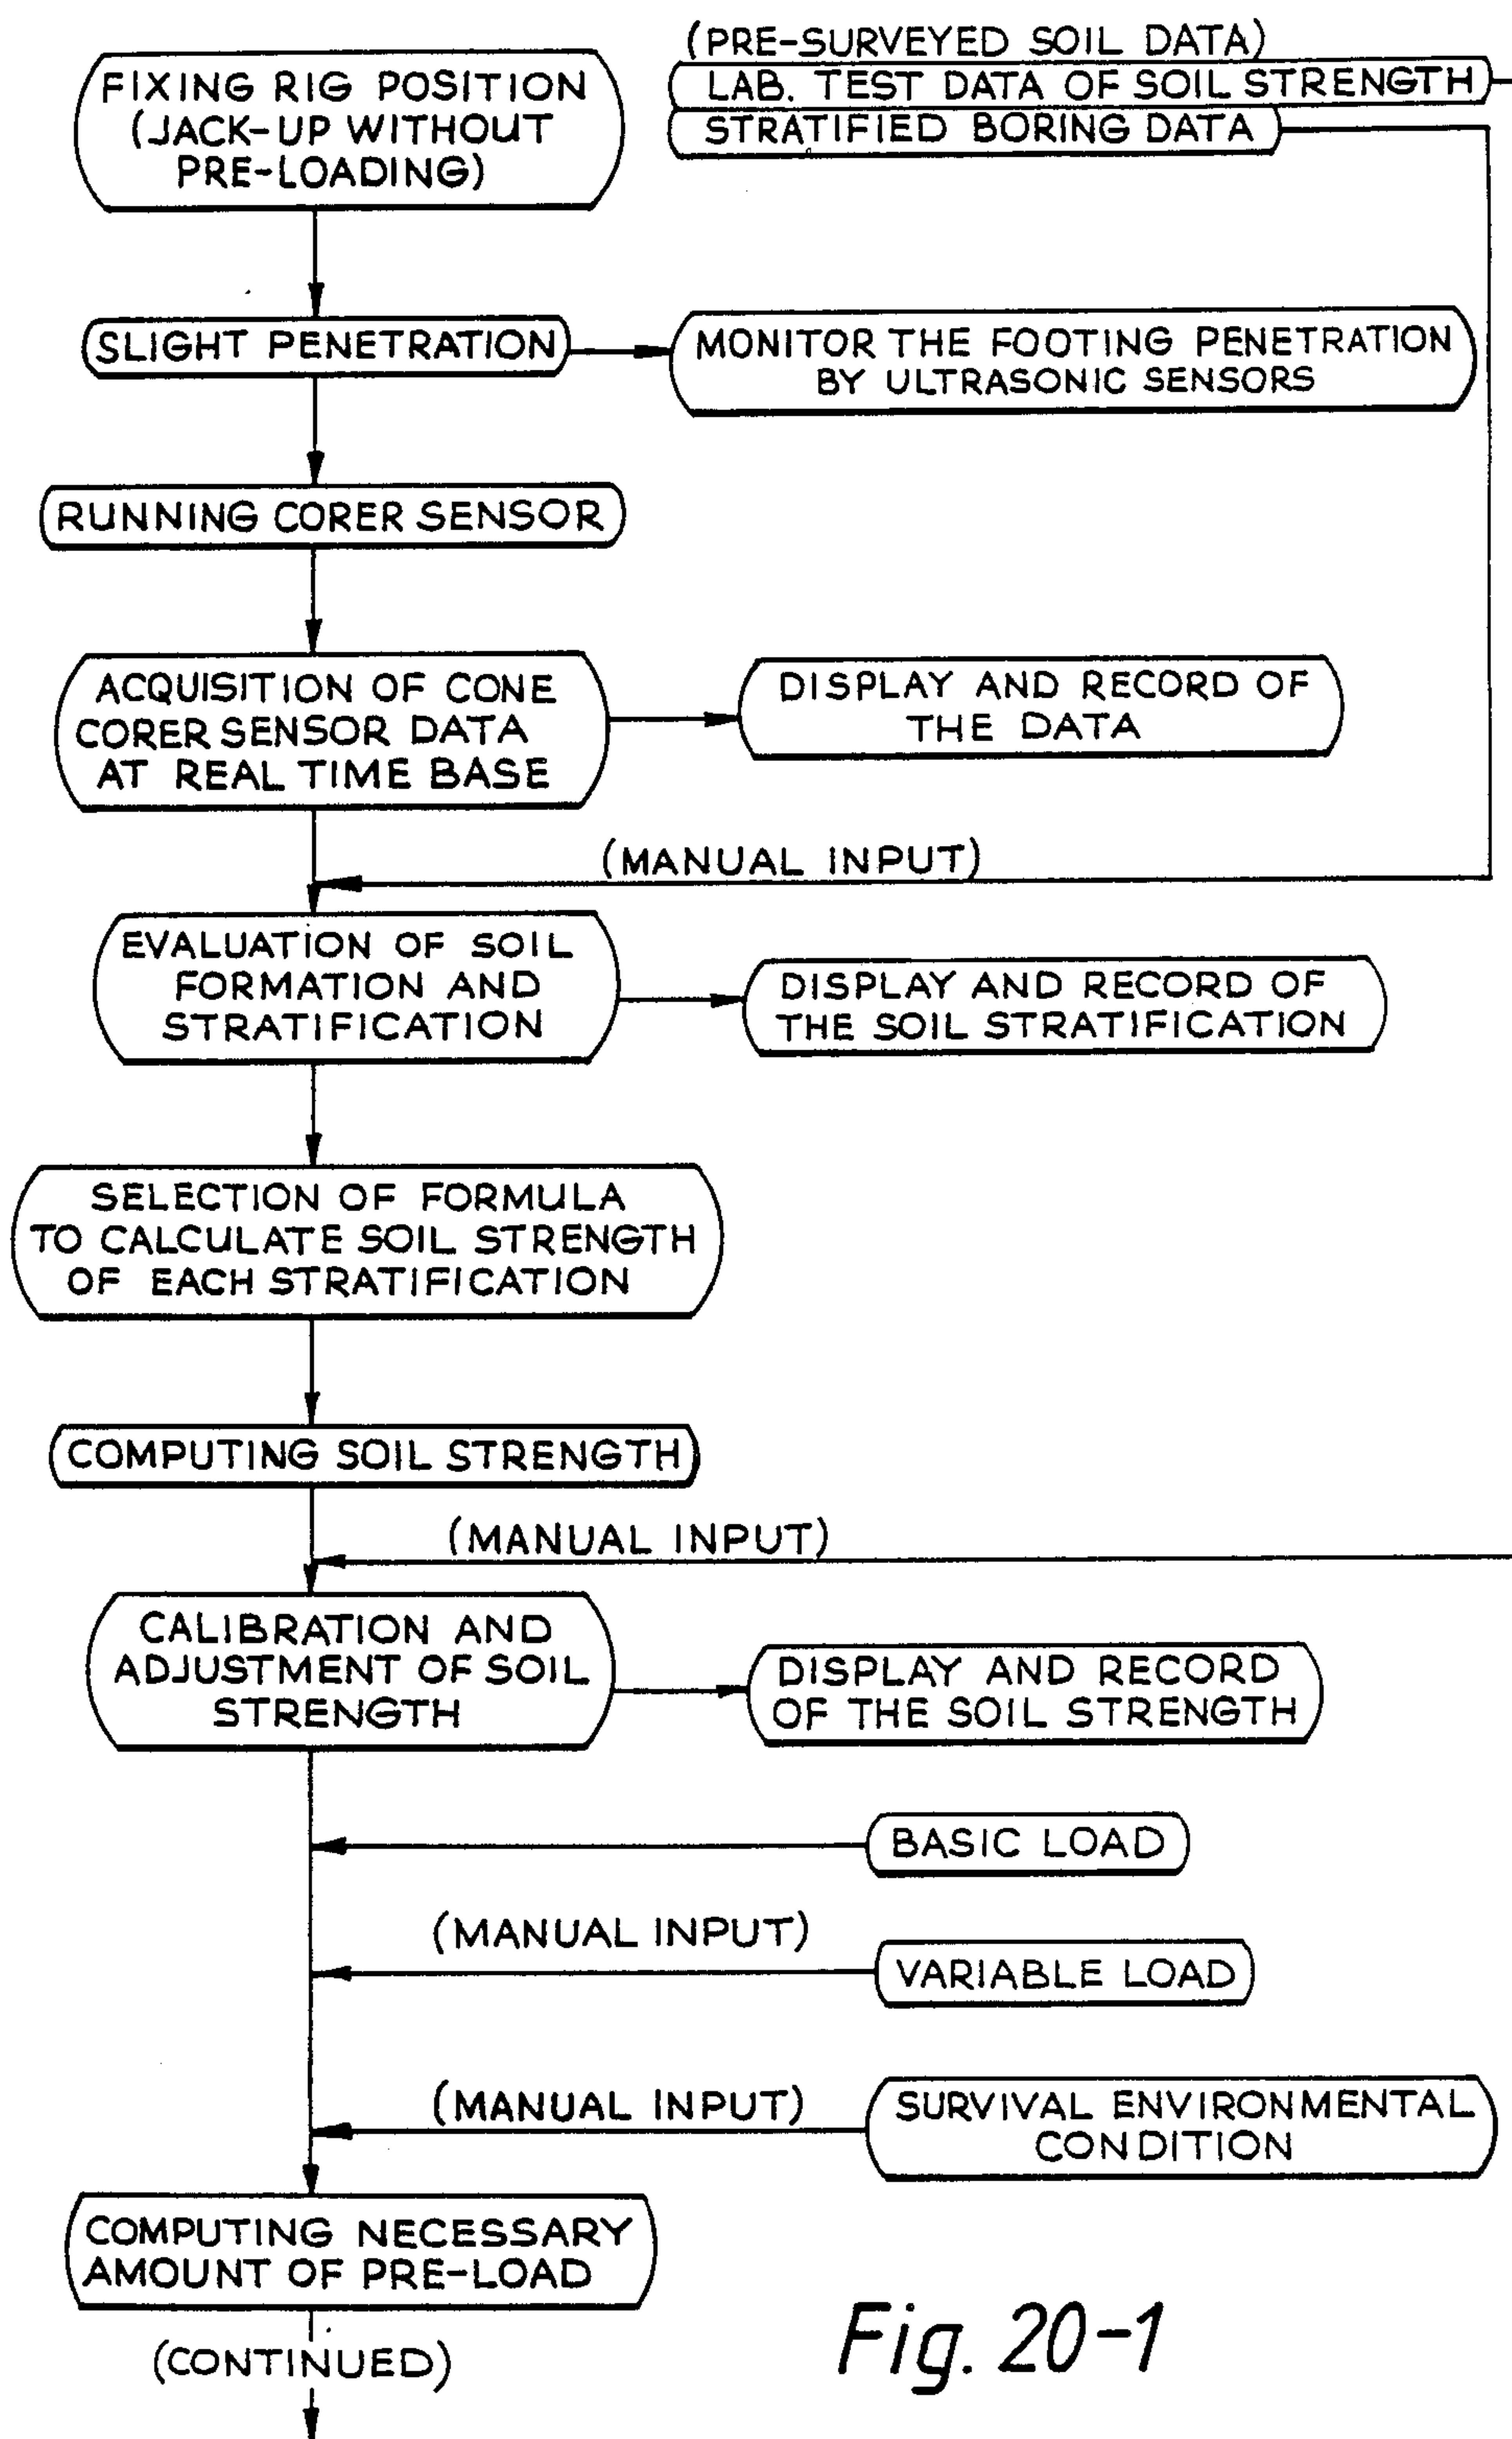 (PRE-SURVEYED SOIL DATA)
LAB. TEST DATA OF SOIL STRENGTH
STRATIFIED BORING DATA
FIXING RIG POSITION
(JACK-UP WITHOUT
PRE-LOADING)
SLIGHT PENETRATION
MONITOR THE FOOTING PENETRATION
BY ULTRASONIC SENSORS
RUNNING CORER SENSOR
ACQUISITION OF CONE
CORER SENSOR DATA
AT REAL TIME BASE
DISPLAY AND RECORD OF
THE DATA
(MANUAL INPUT)
EVALUATION OF SOIL
FORMATION AND
STRATIFICATION
DISPLAY AND RECORD OF
THE SOIL STRATIFICATION
SELECTION OF FORMULA
TO CALCULATE SOIL STRENGTH
OF EACH STRATIFICATION
COMPUTING SOIL STRENGTH
(MANUAL INPUT)
CALIBRATION AND
ADJUSTMENT OF SOIL
STRENGTH
DISPLAY AND RECORD
OF THE SOIL STRENGTH
BASIC LOAD
(MANUAL INPUT)
VARIABLE LOAD
(MANUAL INPUT)
SURVIVAL ENVIRONMENTAL
CONDITION
COMPUTING NECESSARY
AMOUNT OF PRE-LOAD
(CONTINUED)
Fig. 20-1